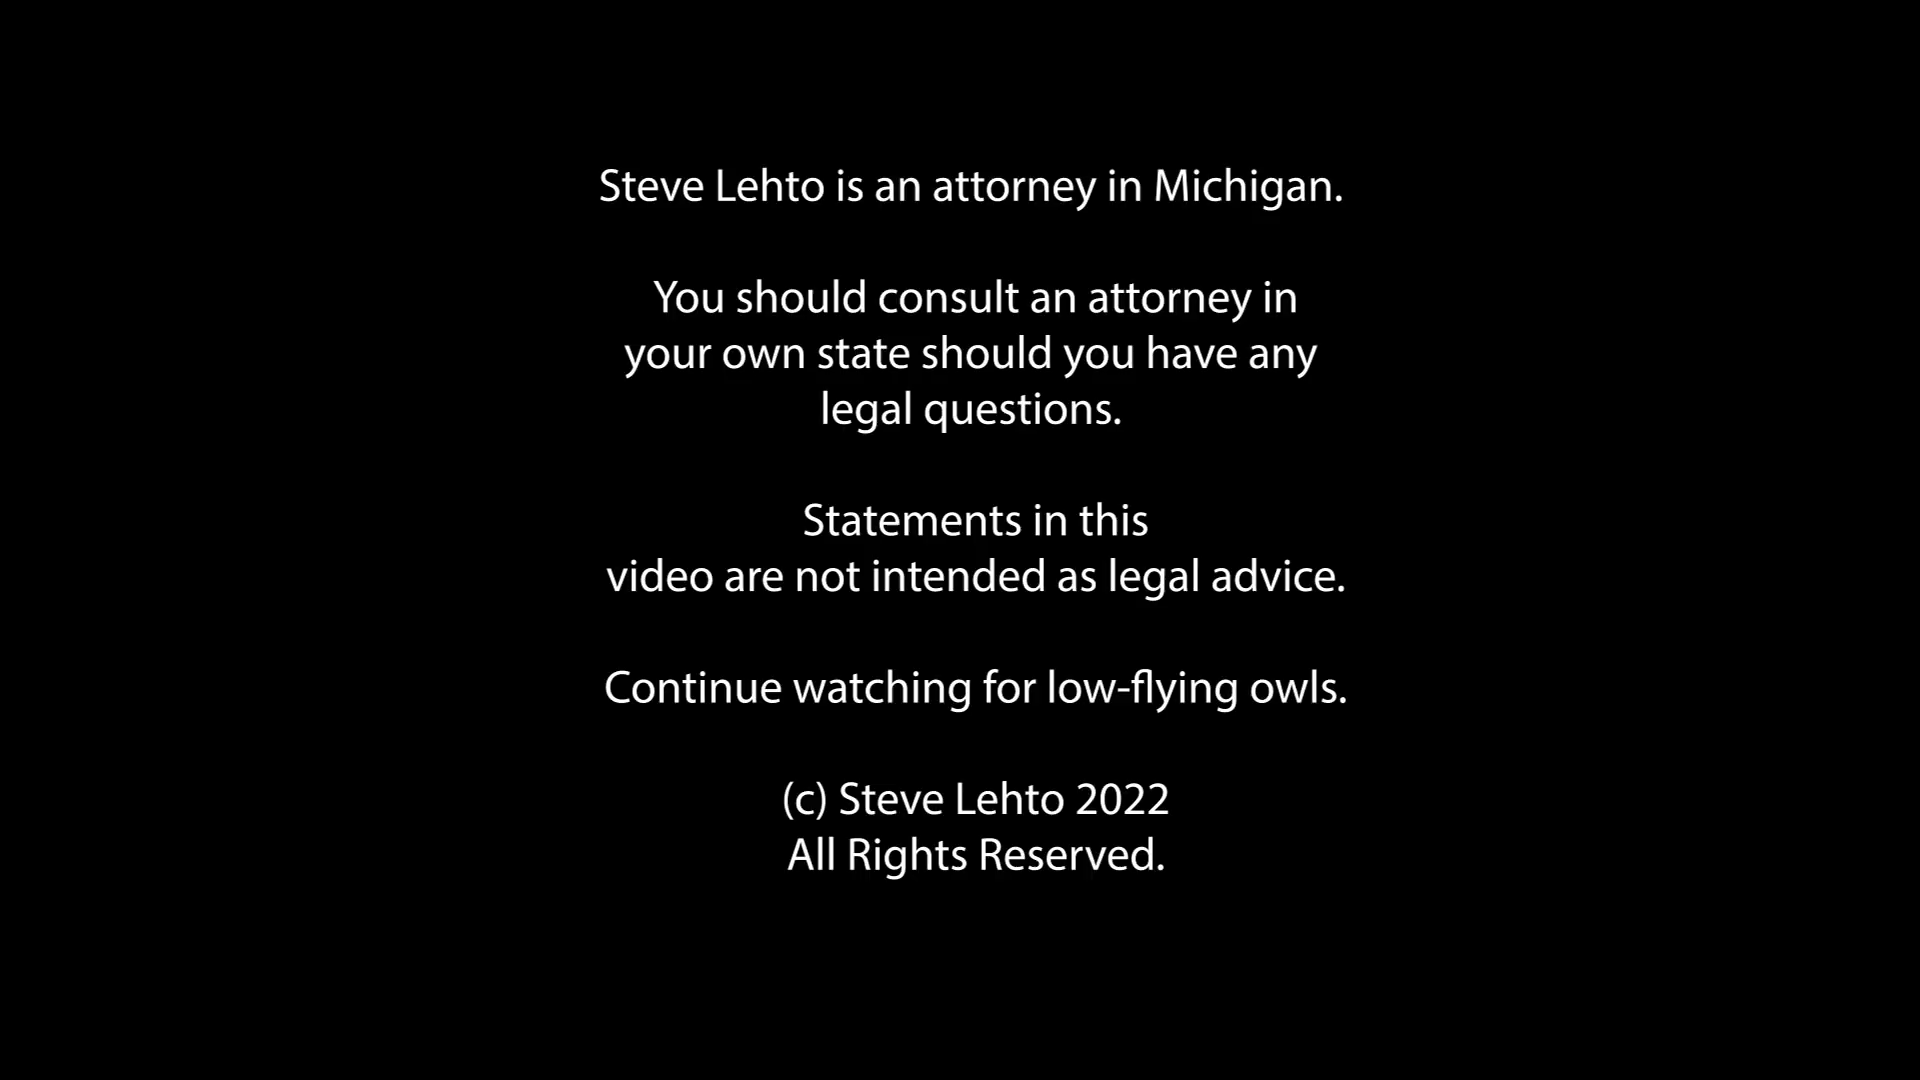 Steve Lehto is an attorney in Michigan.
You should consult an attorney in
your own state should you have any
legal questions.
Statements in this
video are not intended as legal advice.
Continue watching for low-flying owls.
(c) Steve Lehto 2022
All Rights Reserved.